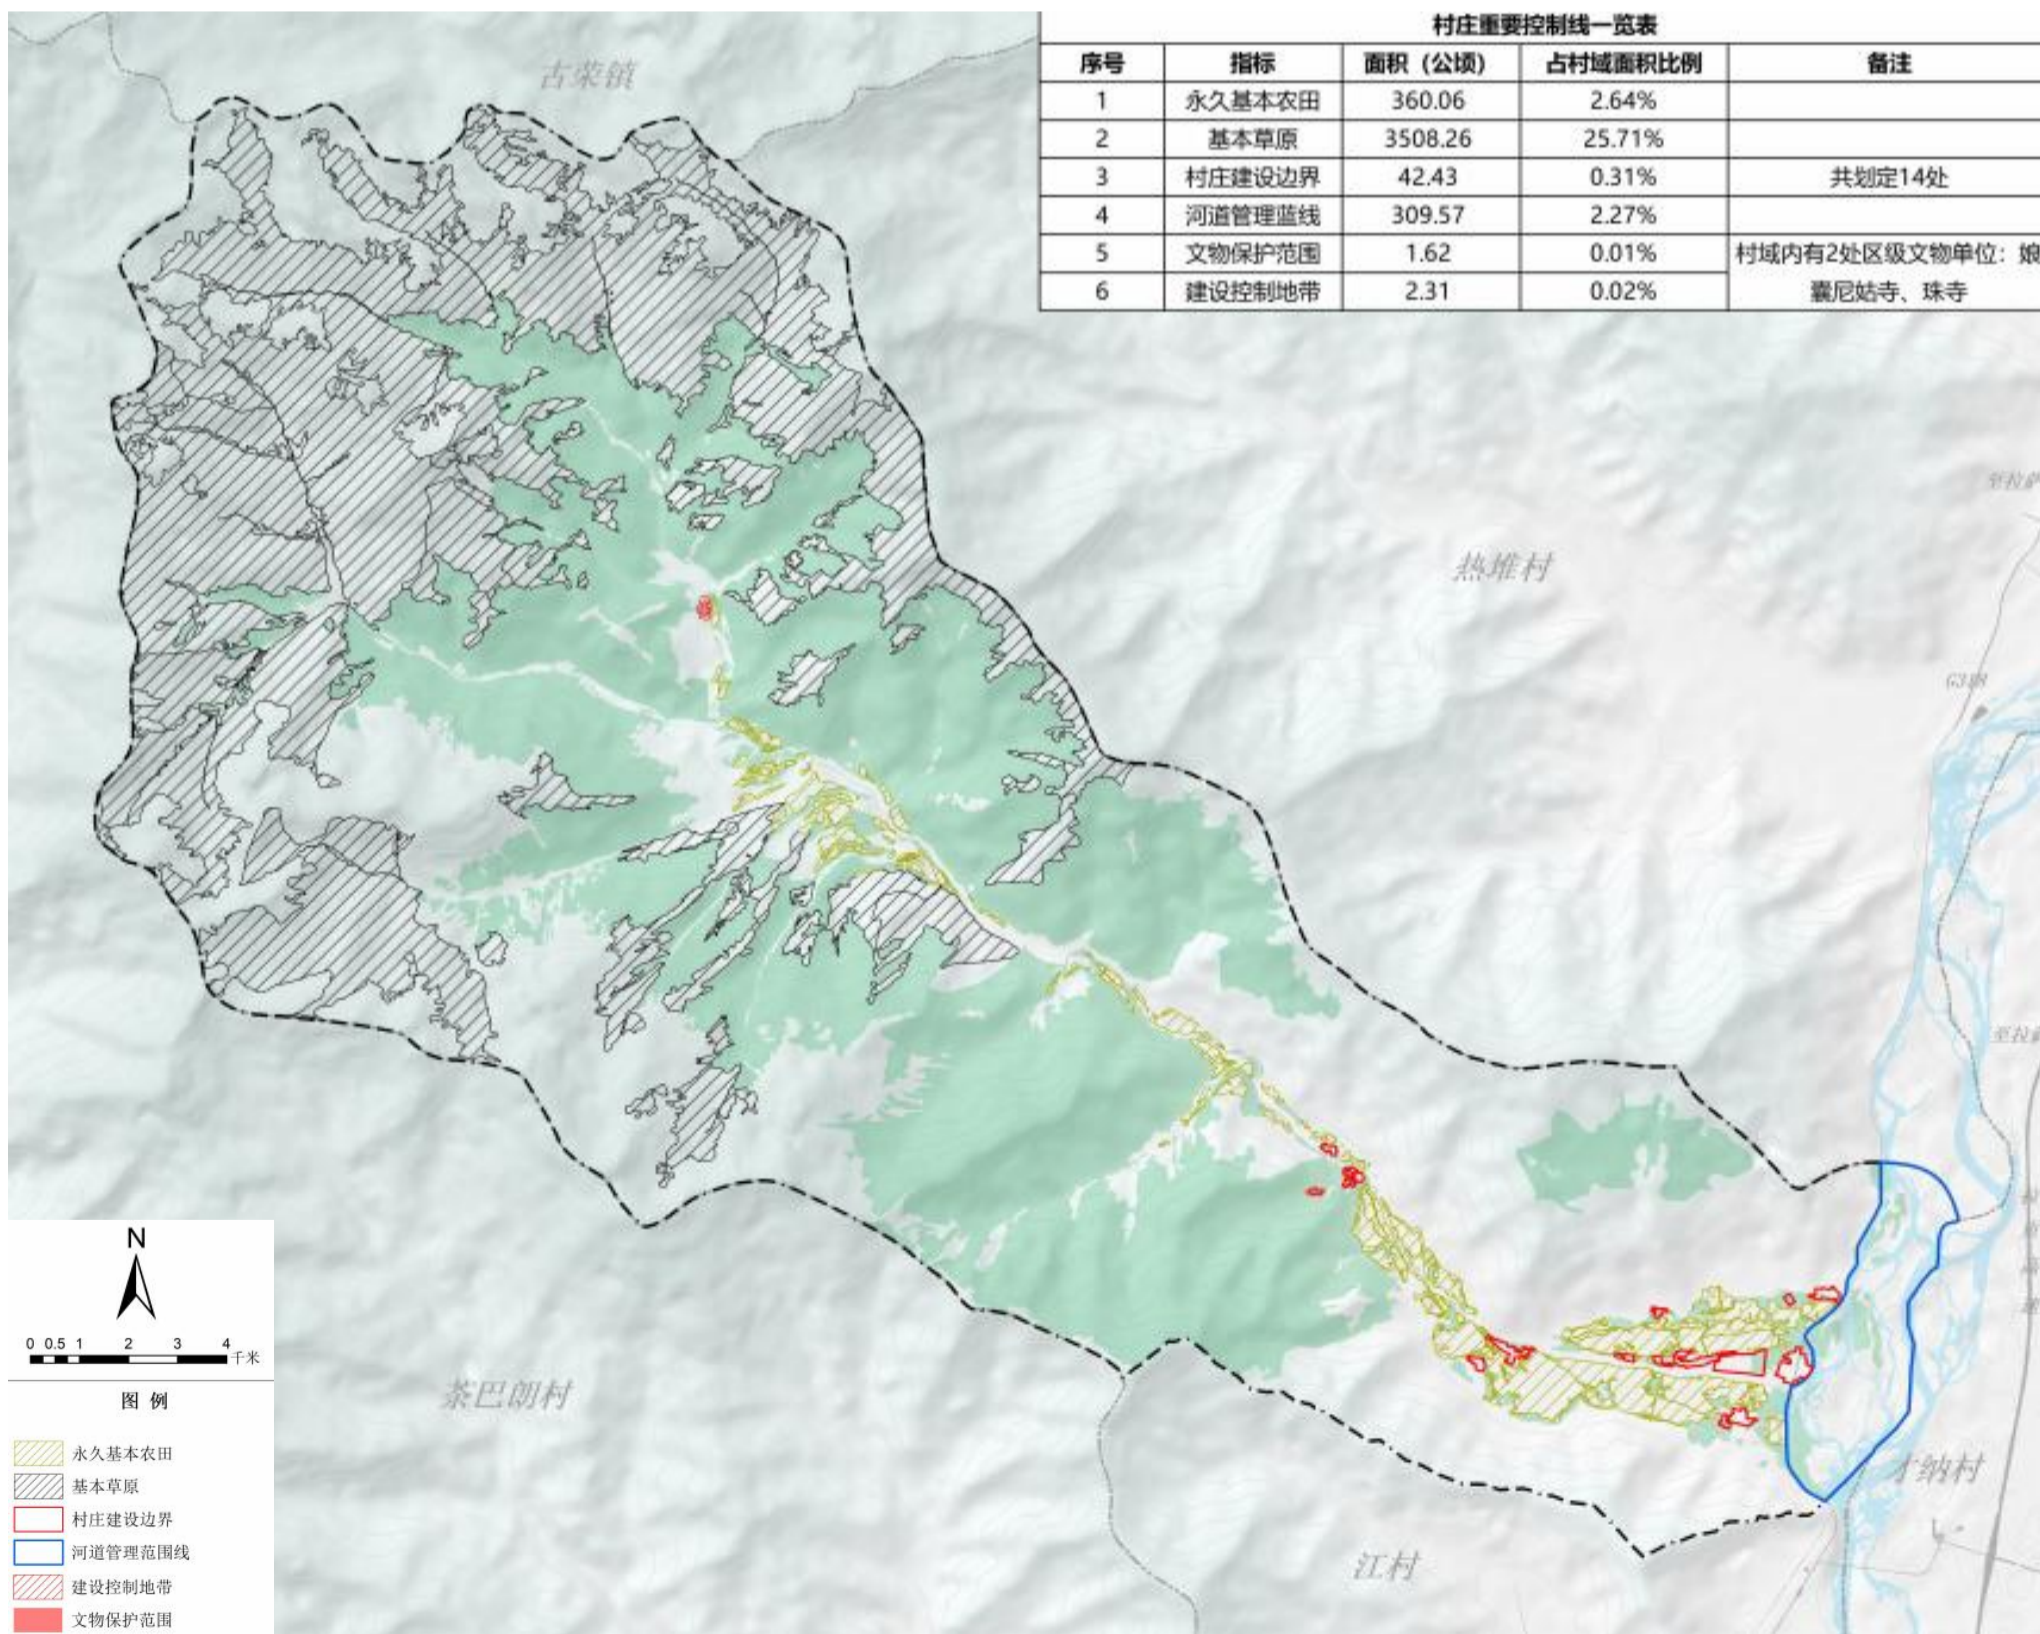 村庄重要控制线一览表
序号 指标 面积（公顷） 占村域面积比例 备注
1 永久基本农田 360.06 2.64%
2 基本草原 3508.26 25.71%
3 村庄建设边界 42.43 0.31% 共划定14处
4 河道管理蓝线 309.57 2.27%
5 文物保护范围 1.62 0.01% 村域内有2处区级文物单位：娘
6 建设控制地带 2.31 0.02% 囊尼姑寺、珠寺
古荣镇
至拉萨
热堆村
G318
至拉萨
茶巴朗村
才纳村
江村
N
0 0.5 1 2 3 4 千米
图 例
永久基本农田
基本草原
村庄建设边界
河道管理范围线
建设控制地带
文物保护范围